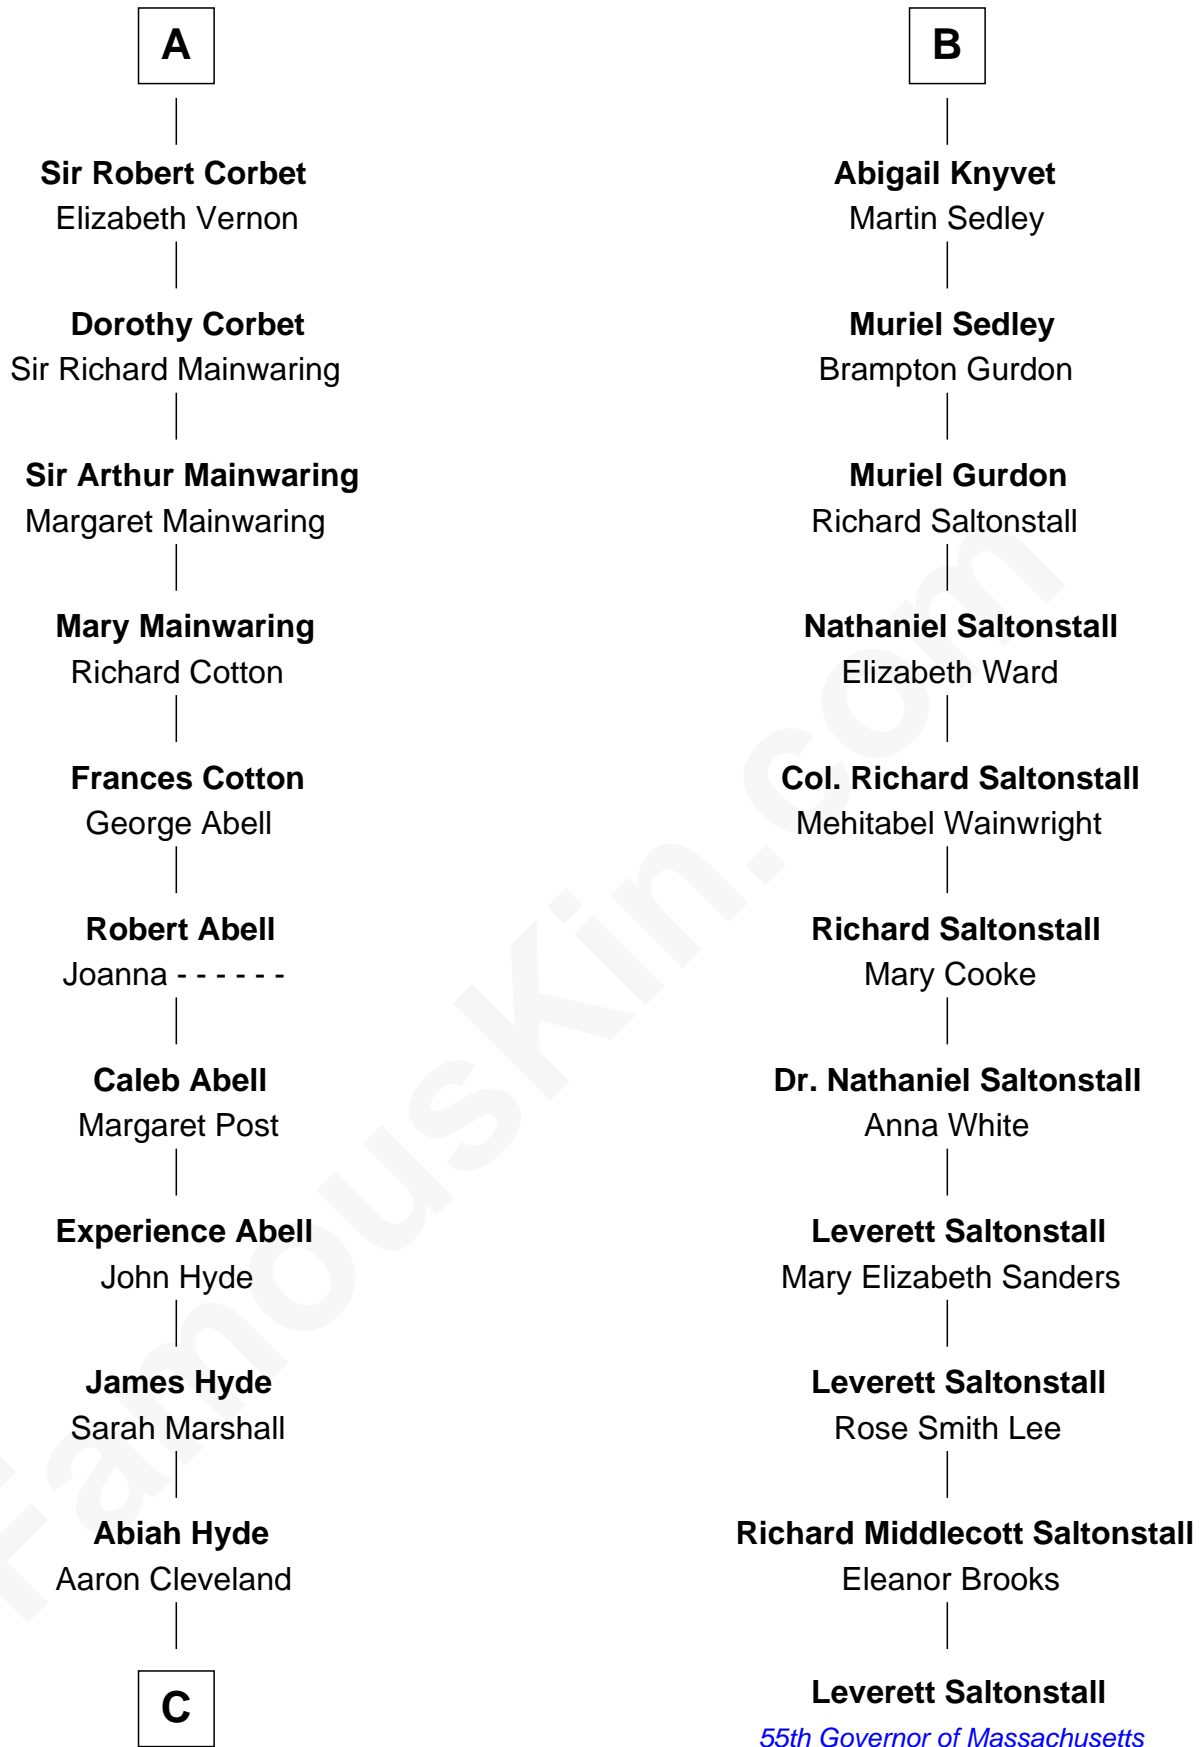 A
Sir Robert Corbet
Elizabeth Vernon
Dorothy Corbet
Sir Richard Mainwaring
Sir Arthur Mainwaring
Margaret Mainwaring
Mary Mainwaring
Richard Cotton
Frances Cotton
George Abell
Robert Abell
Joanna - - - - - -
Caleb Abell
Margaret Post
Experience Abell
John Hyde
James Hyde
Sarah Marshall
Abiah Hyde
Aaron Cleveland
C
B
Abigail Knyvet
Martin Sedley
Muriel Sedley
Brampton Gurdon
Muriel Gurdon
Richard Saltonstall
Nathaniel Saltonstall
Elizabeth Ward
Col. Richard Saltonstall
Mehitabel Wainwright
Richard Saltonstall
Mary Cooke
Dr. Nathaniel Saltonstall
Anna White
Leverett Saltonstall
Mary Elizabeth Sanders
Leverett Saltonstall
Rose Smith Lee
Richard Middlecott Saltonstall
Eleanor Brooks
Leverett Saltonstall
55th Governor of Massachusetts
FamousKin.com